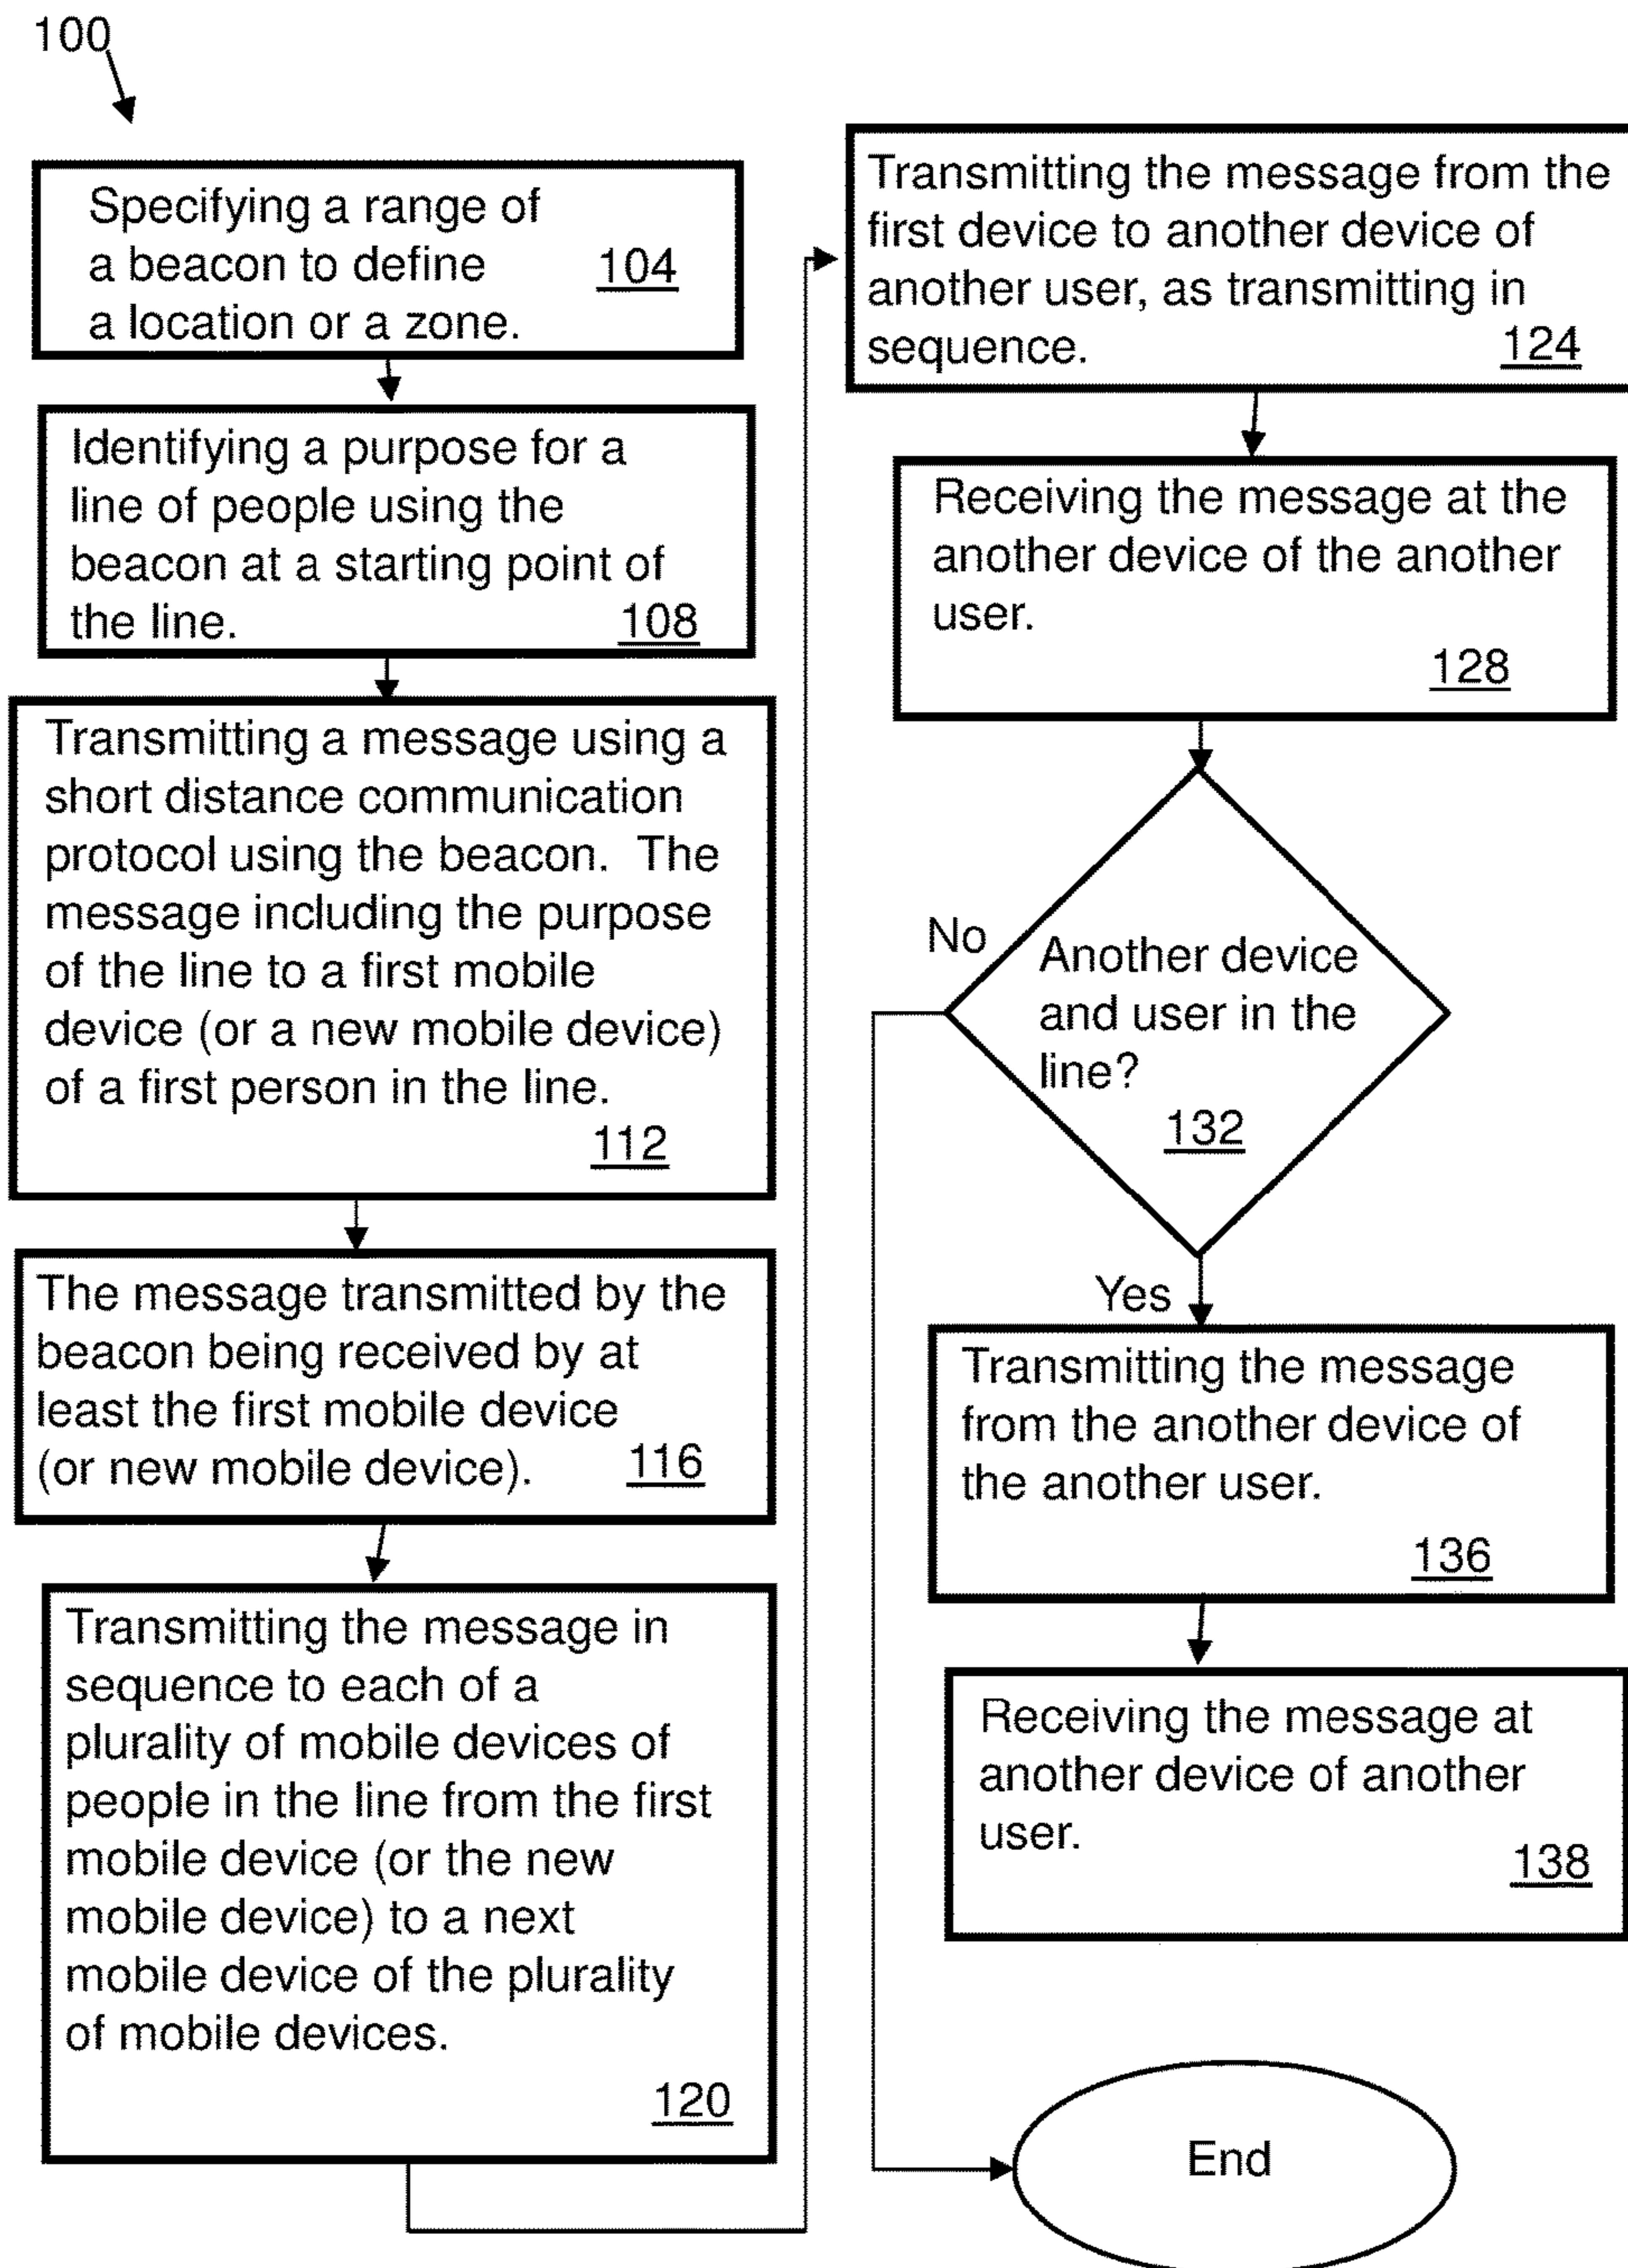 100
Specifying a range of
a beacon to define
a location or a zone.
104
Identifying a purpose for a
line of people using the
beacon at a starting point of
the line.
108
Transmitting a message using a
short distance communication
protocol using the beacon. The
message including the purpose
of the line to a first mobile
device (or a new mobile device)
of a first person in the line.
112
The message transmitted by the
beacon being received by at
least the first mobile device
(or new mobile device).
116
Transmitting the message in
sequence to each of a
plurality of mobile devices of
people in the line from the first
mobile device (or the new
mobile device) to a next
mobile device of the plurality
of mobile devices.
120
Transmitting the message from the
first device to another device of
another user, as transmitting in
sequence.
124
Receiving the message at the
another device of the another
user.
128
No
Another device
and user in the
line?
132
Yes
Transmitting the message
from the another device of
the another user.
136
Receiving the message at
another device of another
user.
138
End